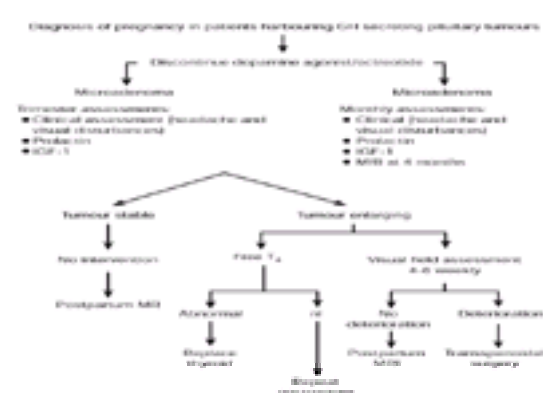 Diagnosis of pregnancy in patients harbouring GH secreting pituitary tumours
Discontinue dopamine agonist/octreotide
Microadenoma
Trimester assessments:
• Clinical assessment (headache and
visual disturbances)
• Prolactin
• IGF-1
Monthly assessments:
• Clinical (headache and
visual disturbances)
• Prolactin
• IGF-1
• MRI at 4 months
Tumour stable
Tumour enlarging
No intervention
Free T₄
Visual field assessment
4-6 weekly
Postpartum MRI
Abnormal
nl
No
deterioration
Deterioration
Replace
thyroid
Repeat
Postpartum
MRI
Transsphenoidal
surgery